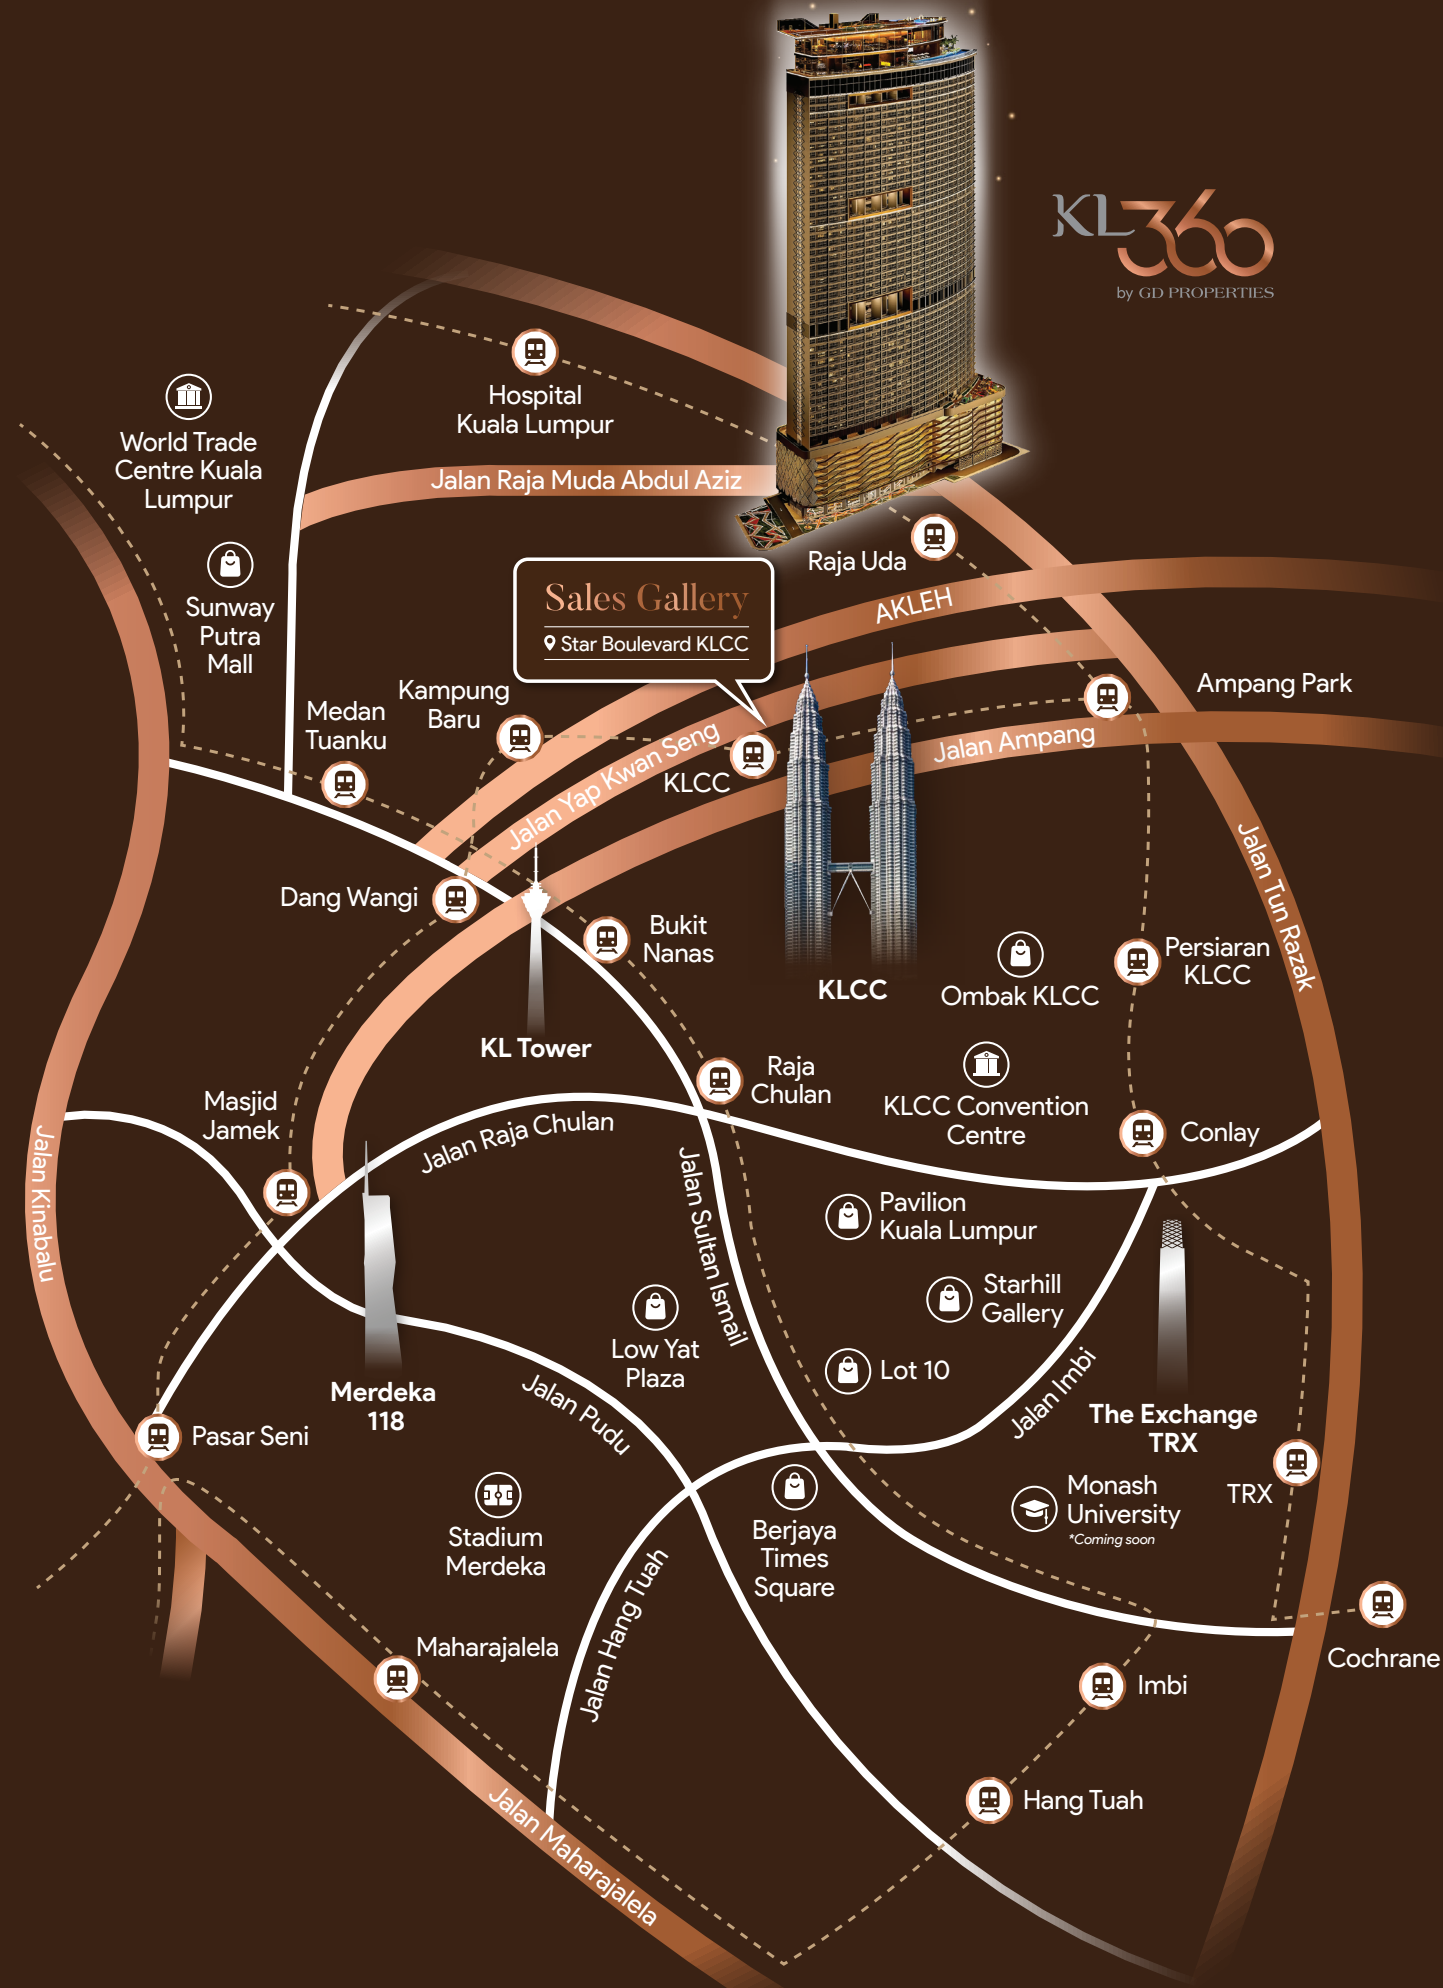 KL360
by GD PROPERTIES
Hospital
Kuala Lumpur
World Trade
Centre Kuala
Lumpur
Jalan Raja Muda Abdul Aziz
Sunway
Putra
Mall
Raja Uda
Sales Gallery
Star Boulevard KLCC
AKLEH
Kampung
Baru
Medan
Tuanku
Ampang Park
Jalan Yap Kwan Seng
KLCC
Jalan Ampang
Jalan Tun Razak
Dang Wangi
Bukit
Nanas
KLCC
Ombak KLCC
Persiaran
KLCC
KL Tower
Raja
Chulan
KLCC Convention
Centre
Conlay
Masjid
Jamek
Jalan Raja Chulan
Jalan Kinabalu
Jalan Sultan Ismail
Pavilion
Kuala Lumpur
Starhill
Gallery
Low Yat
Plaza
Lot 10
Jalan Imbi
Merdeka
118
Jalan Pudu
The Exchange
TRX
Pasar Seni
Monash
University
*Coming soon
TRX
Stadium
Merdeka
Berjaya
Times
Square
Jalan Hang Tuah
Maharajalela
Cochrane
Imbi
Hang Tuah
Jalan Maharajalela